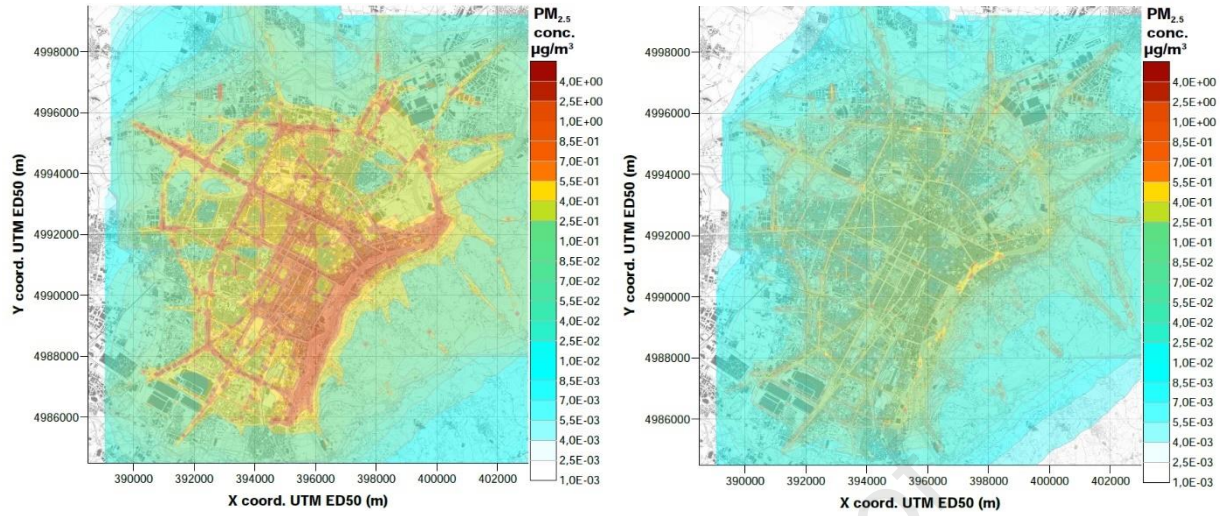 PM2.5
conc.
µg/m³
4998000
4996000
4994000
4992000
4990000
4988000
4986000
Y coord. UTM ED50 (m)
390000 392000 394000 396000 398000 400000 402000
X coord. UTM ED50 (m)
4.0E+00
2.5E+00
1,0E+00
8.5E-01
7.0E-01
5,5E-01
4.0E-01
2.5E-01
1.0E-01
8,5E-02
7.0E-02
5,5E-02
4.0E-02
1.0E-02
8,5E-03
7,0E-03
5,5E-03
4.0E-03
2.5E-03
1,0E-03
PM2.5
conc.
µg/m³
4998000
4996000
4994000
4992000
4990000
4988000
4986000
Y coord. UTM ED50 (m)
390000 392000 394000 396000 398000 400000 402000
X coord. UTM ED50 (m)
4.0E+00
2.5E+00
1,0E+00
8.5E-01
7.0E-01
5,5E-01
4.0E-01
2.5E-01
1.0E-01
8,5E-02
7.0E-02
5,5E-02
4.0E-02
1.0E-02
8,5E-03
7,0E-03
5,5E-03
4.0E-03
2.5E-03
1,0E-03